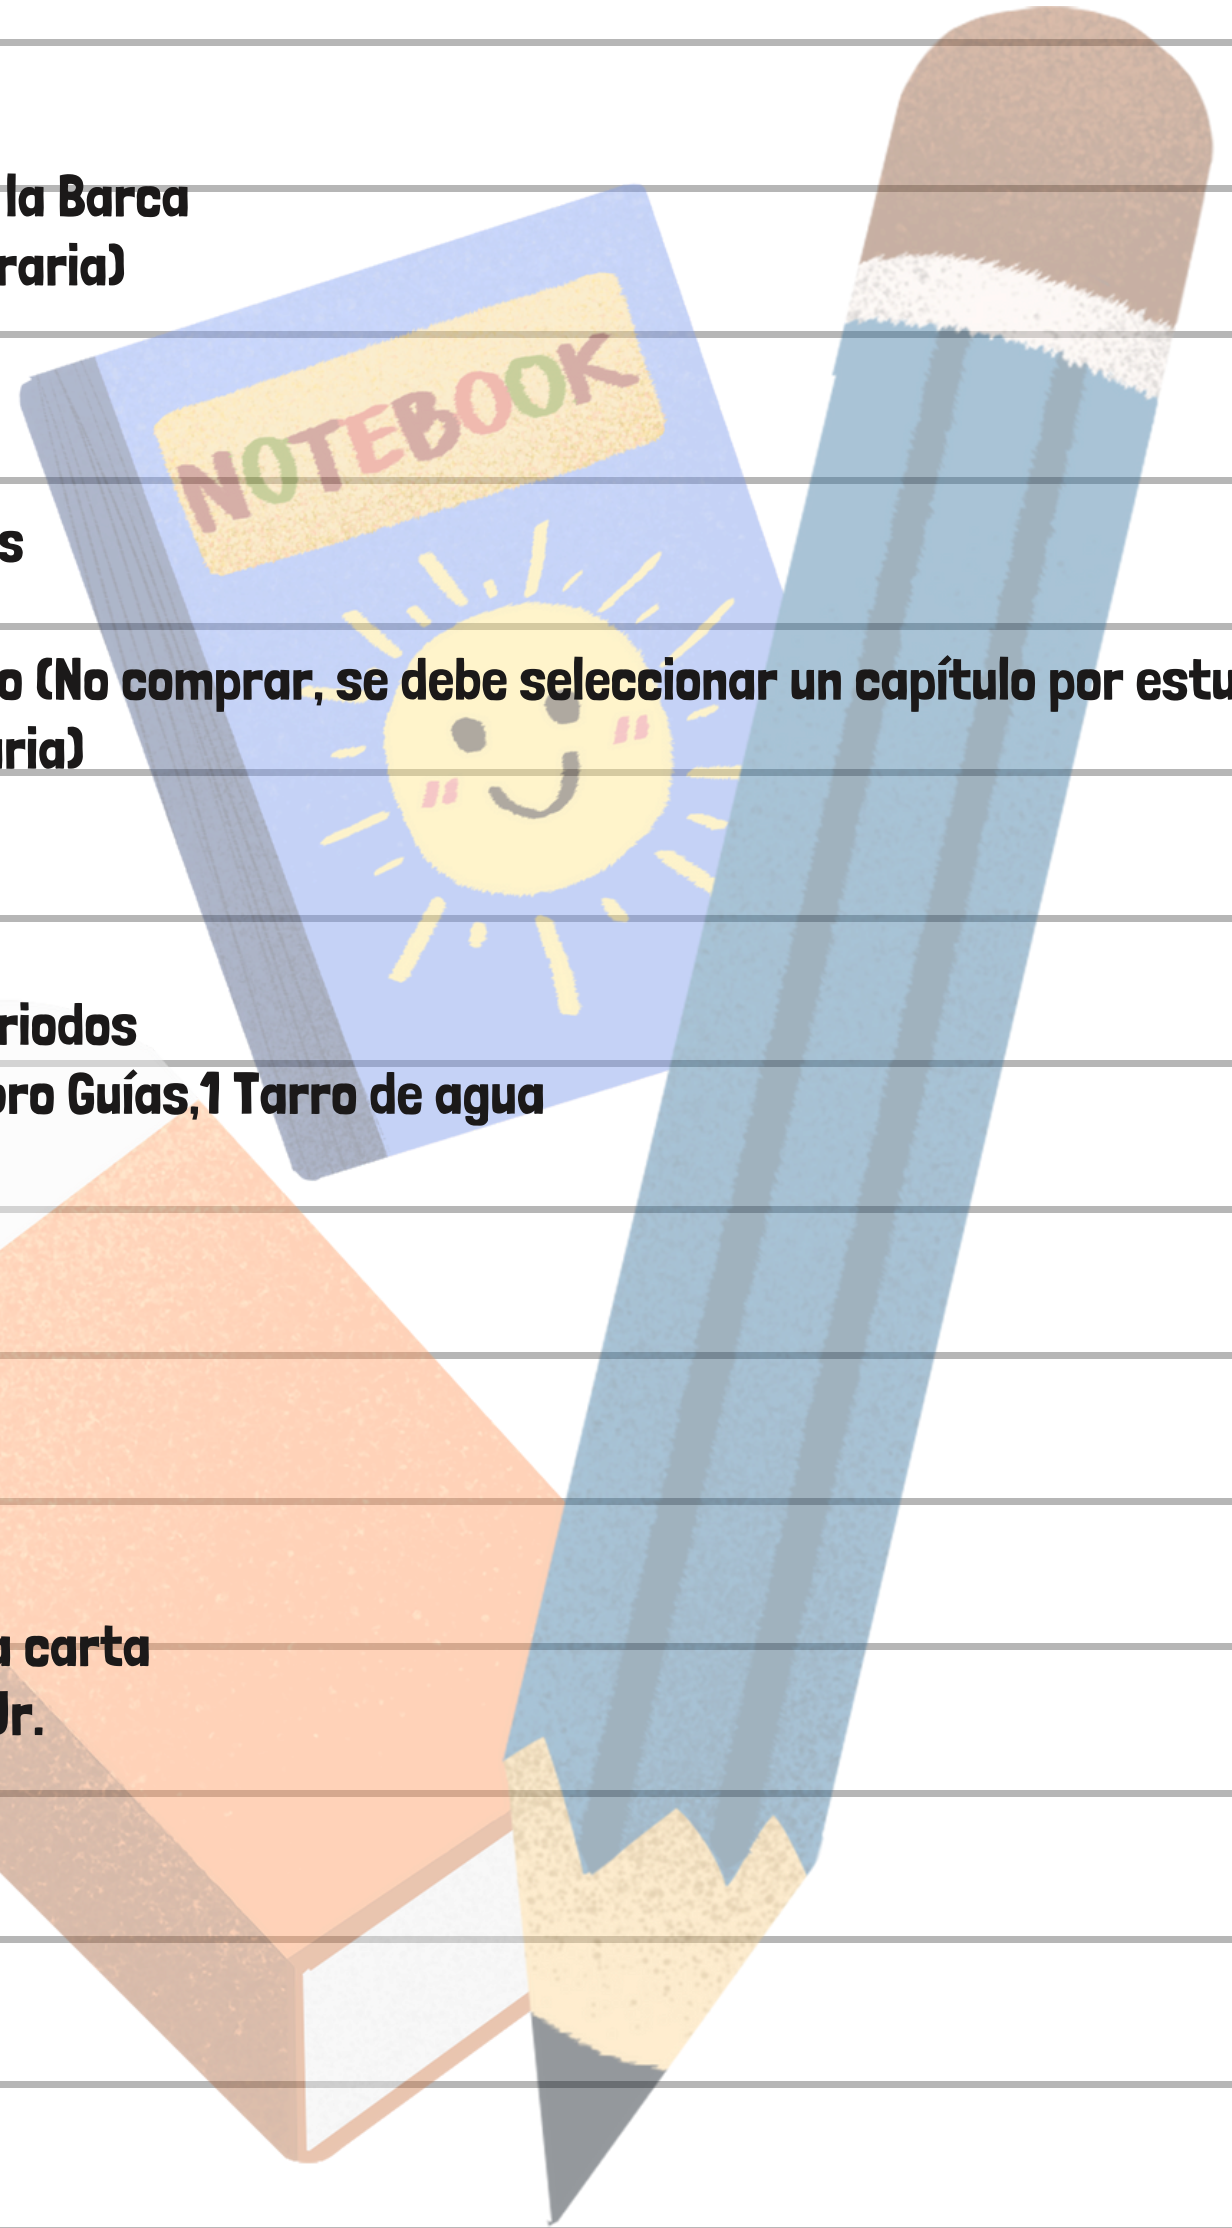 la Barca
raria)
NOTEBOOK
s
o (No comprar, se debe seleccionar un capítulo por estu
ria)
riodos
ro Guías,1 Tarro de agua
a carta
Jr.